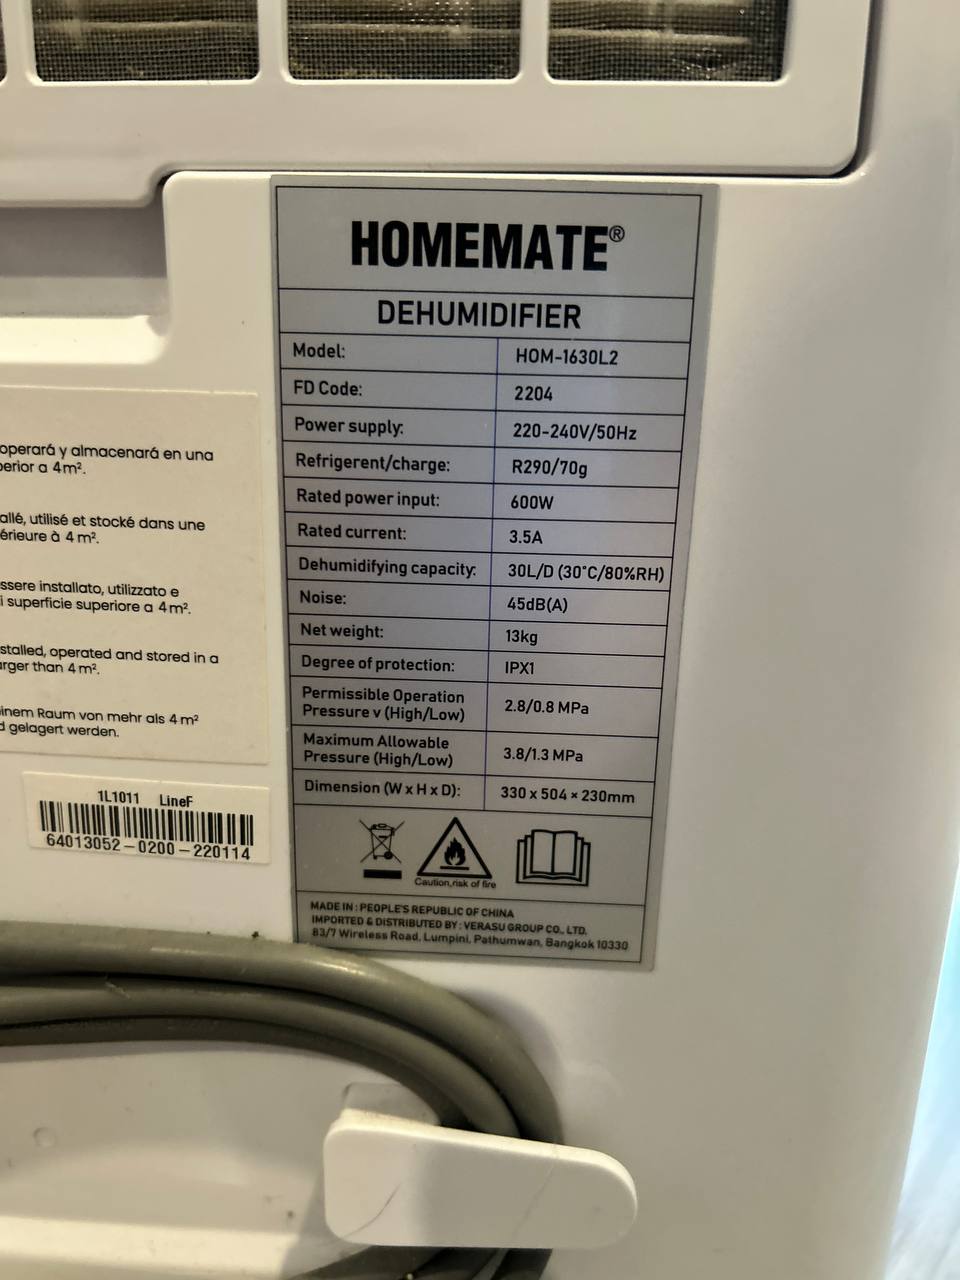 HOMEMATE®
DEHUMIDIFIER
Model: HOM-1630L2
FD Code: 2204
Power supply: 220-240V/50Hz
Refrigerent/charge: R290/70g
Rated power input: 600W
Rated current: 3.5A
Dehumidifying capacity: 30L/D (30°C/80%RH)
Noise: 45dB(A)
Net weight: 13kg
Degree of protection: IPX1
Permissible Operation
Pressure v (High/Low) 2.8/0.8 MPa
Maximum Allowable
Pressure (High/Low) 3.8/1.3 MPa
Dimension (W x H x D): 330 x 504 × 230mm
Caution,risk of fire
MADE IN : PEOPLE'S REPUBLIC OF CHINA
IMPORTED & DISTRIBUTED BY : VERASU GROUP CO., LTD.
83/7 Wireless Road, Lumpini, Pathumwan, Bangkok 10330
operará y almacenará en una
erior a 4 m².
allé, utilisé et stocké dans une
érieure à 4 m².
ssere installato, utilizzato e
i superficie superiore a 4 m².
stalled, operated and stored in a
arger than 4 m².
inem Raum von mehr als 4 m²
d gelagert werden.
1L1011 LineF
64013052-0200-220114